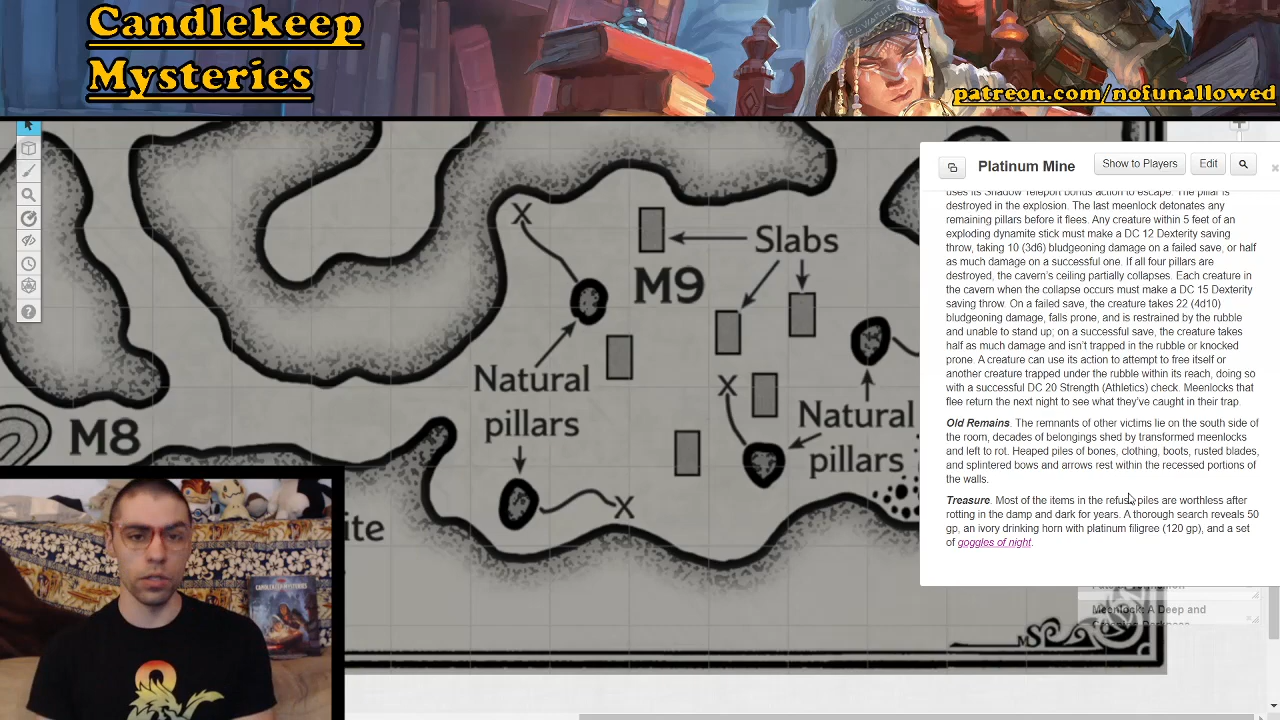 Candlekeep
Mysteries
patreon.com/nofunallowed
Platinum Mine
Show to Players
Edit
uses its Shadow Teleport bonus action to escape. The pillar is
destroyed in the explosion. The last meenlock detonates any
remaining pillars before it flees. Any creature within 5 feet of an
exploding dynamite stick must make a DC 12 Dexterity saving
throw, taking 10 (3d6) bludgeoning damage on a failed save, or half
as much damage on a successful one. If all four pillars are
destroyed, the cavern's ceiling partially collapses. Each creature in
the cavern when the collapse occurs must make a DC 15 Dexterity
saving throw. On a failed save, the creature takes 22 (4d10)
bludgeoning damage, falls prone, and is restrained by the rubble
and unable to stand up; on a successful save, the creature takes
half as much damage and isn't trapped in the rubble or knocked
prone. A creature can use its action to attempt to free itself or
another creature trapped under the rubble within its reach, doing so
with a successful DC 20 Strength (Athletics) check. Meenlocks that
flee return the next night to see what they've caught in their trap.
Old Remains. The remnants of other victims lie on the south side of
the room, decades of belongings shed by transformed meenlocks
and left to rot. Heaped piles of bones, clothing, boots, rusted blades,
and splintered bows and arrows rest within the recessed portions of
the walls.
Treasure. Most of the items in the refuse piles are worthless after
rotting in the damp and dark for years. A thorough search reveals 50
gp, an ivory drinking horn with platinum filigree (120 gp), and a set
of goggles of night.
Meenlock: A Deep and
X
Slabs
M9
Natural
pillars
X
Natural
pillars
M8
X
ite
MS
CANDLEKEEP